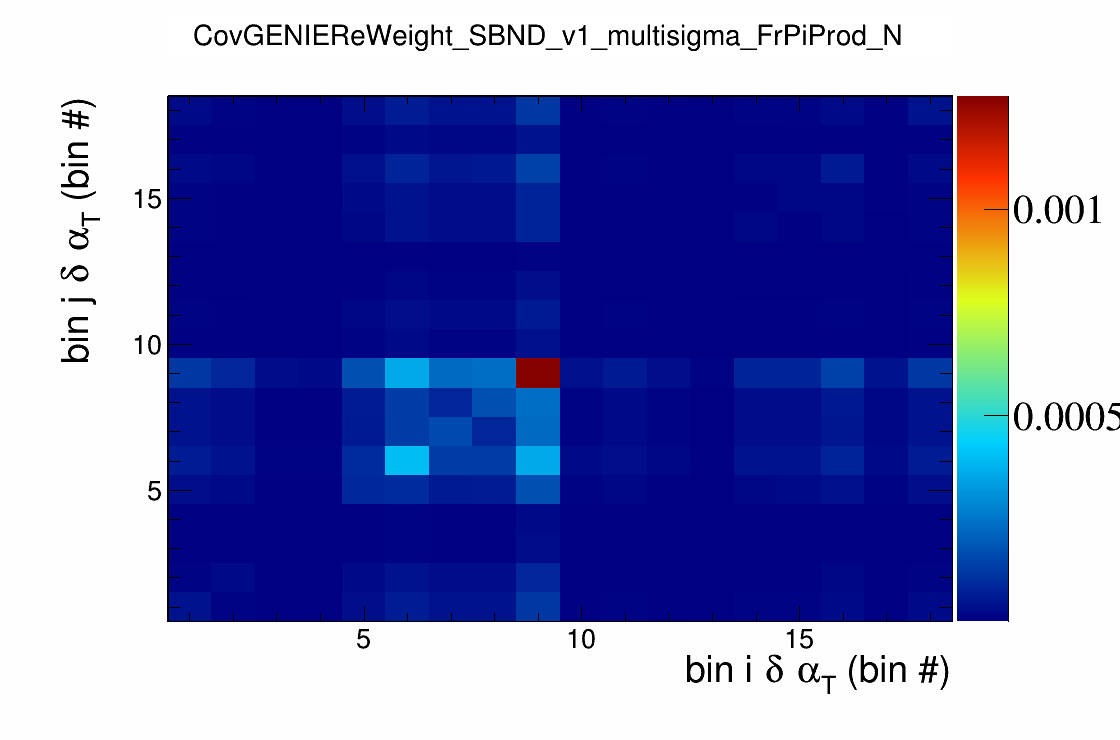 CovGENIEReWeight_SBND_v1_multisigma_FrPiProd_N
bin j δ α_T (bin #)
15
10
5
5 10 15
bin i δ α_T (bin #)
0.001
0.0005